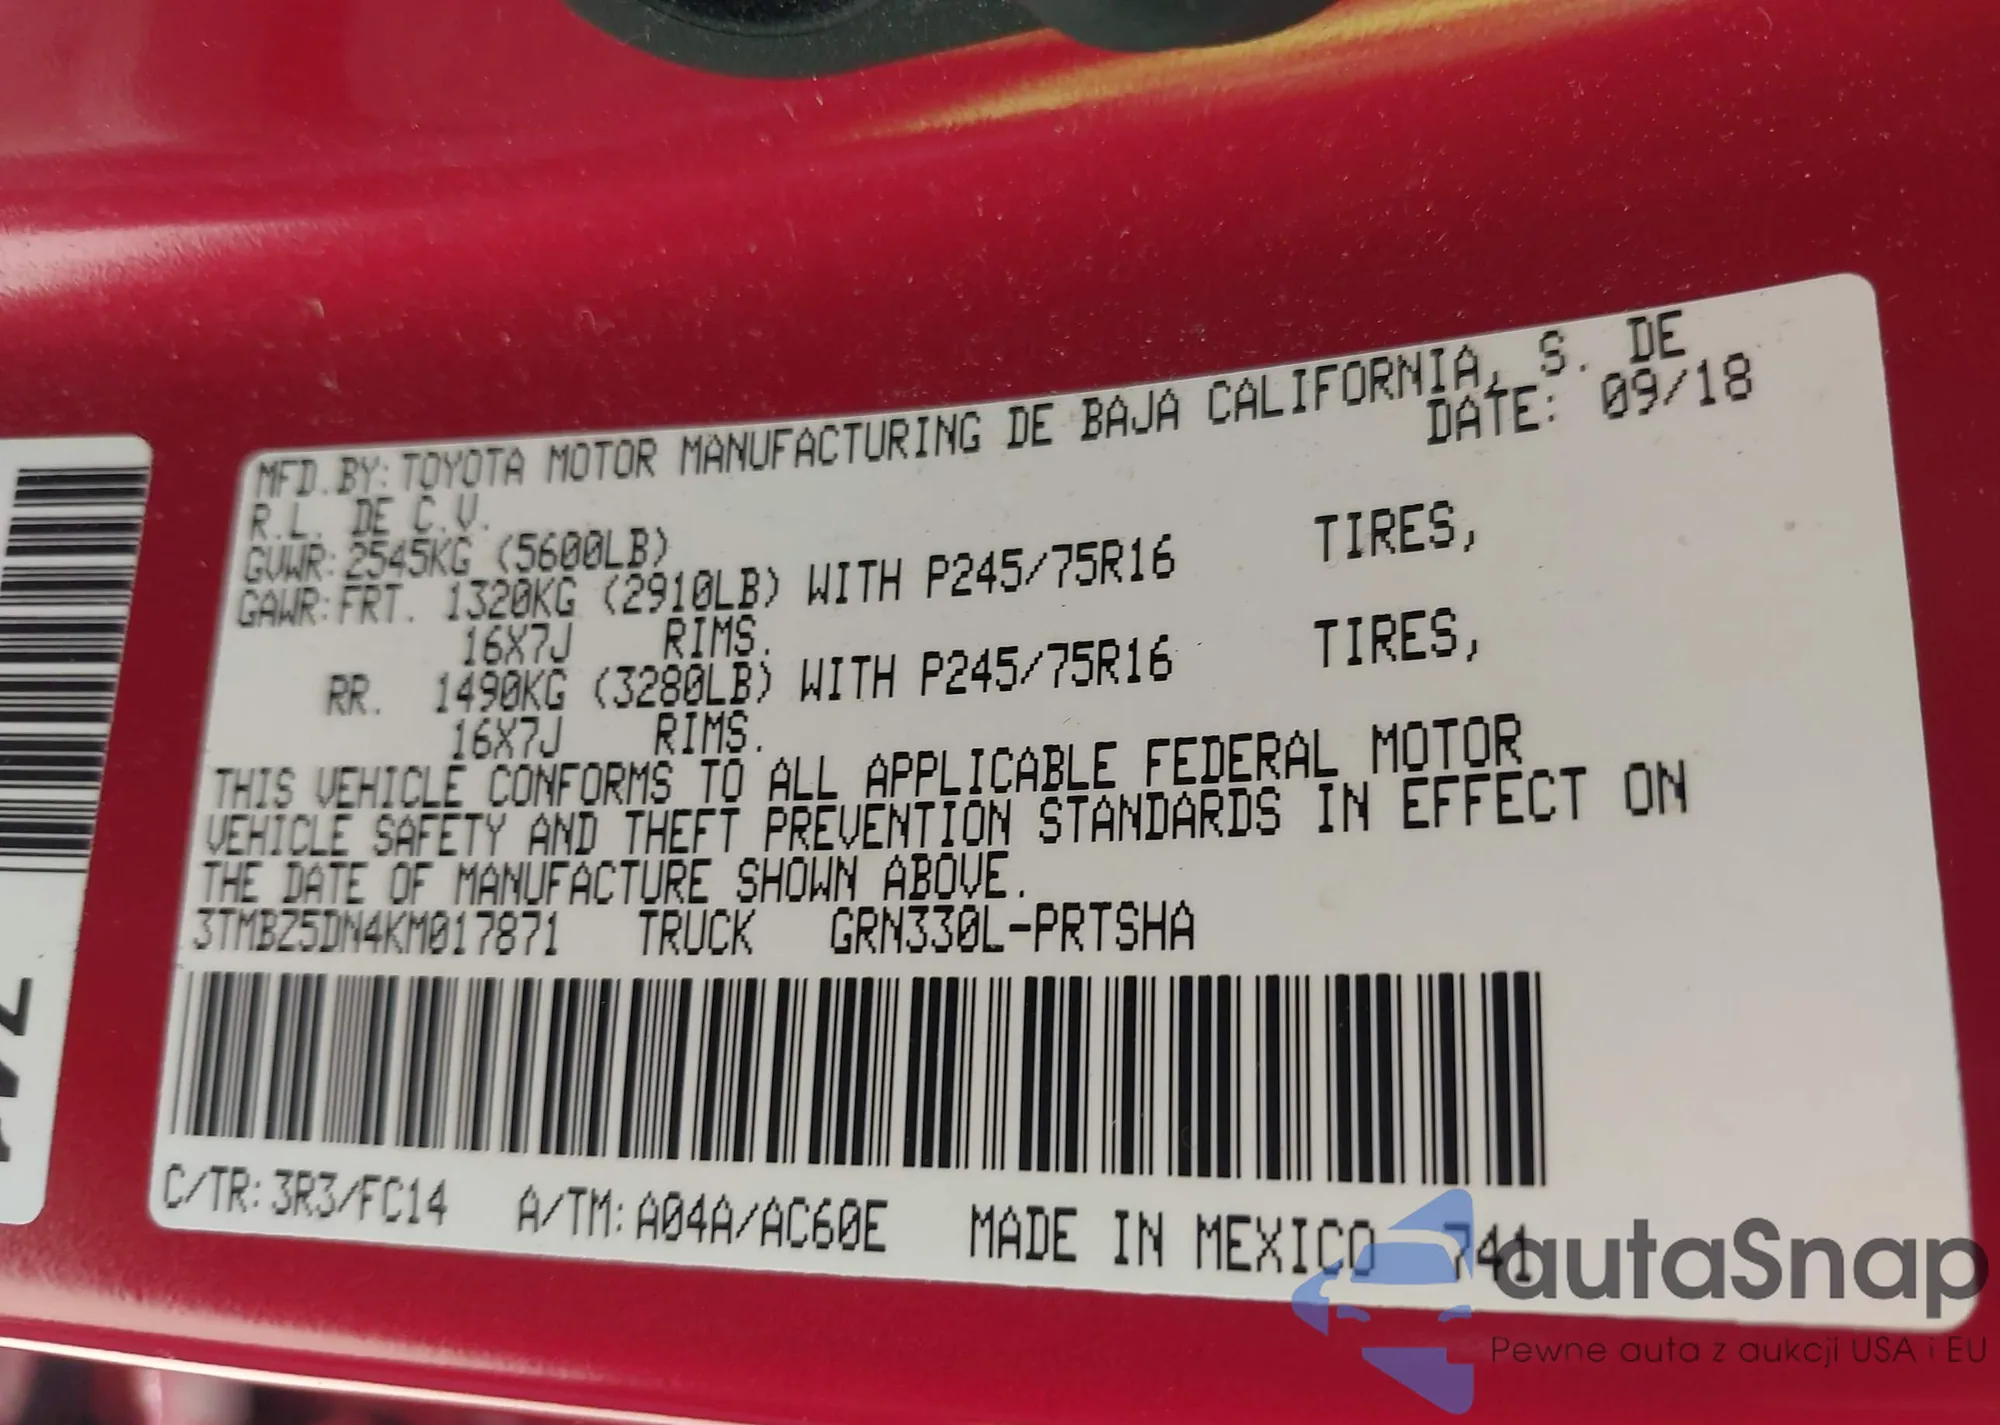 MFD.BY:TOYOTA MOTOR MANUFACTURING DE BAJA CALIFORNIA, S. DE
R.L. DE C.V. DATE: 09/18
GVWR:2545KG (5600LB)
GAWR:FRT. 1320KG (2910LB) WITH P245/75R16 TIRES,
16X7J RIMS.
RR. 1490KG (3280LB) WITH P245/75R16 TIRES,
16X7J RIMS.
THIS VEHICLE CONFORMS TO ALL APPLICABLE FEDERAL MOTOR
VEHICLE SAFETY AND THEFT PREVENTION STANDARDS IN EFFECT ON
THE DATE OF MANUFACTURE SHOWN ABOVE.
3TMBZ5DN4KM017871 TRUCK GRN330L-PRTSHA
C/TR:3R3/FC14 A/TM:A04A/AC60E MADE IN MEXICO 741
autaSnap
Pewne auta z aukcji USA i EU